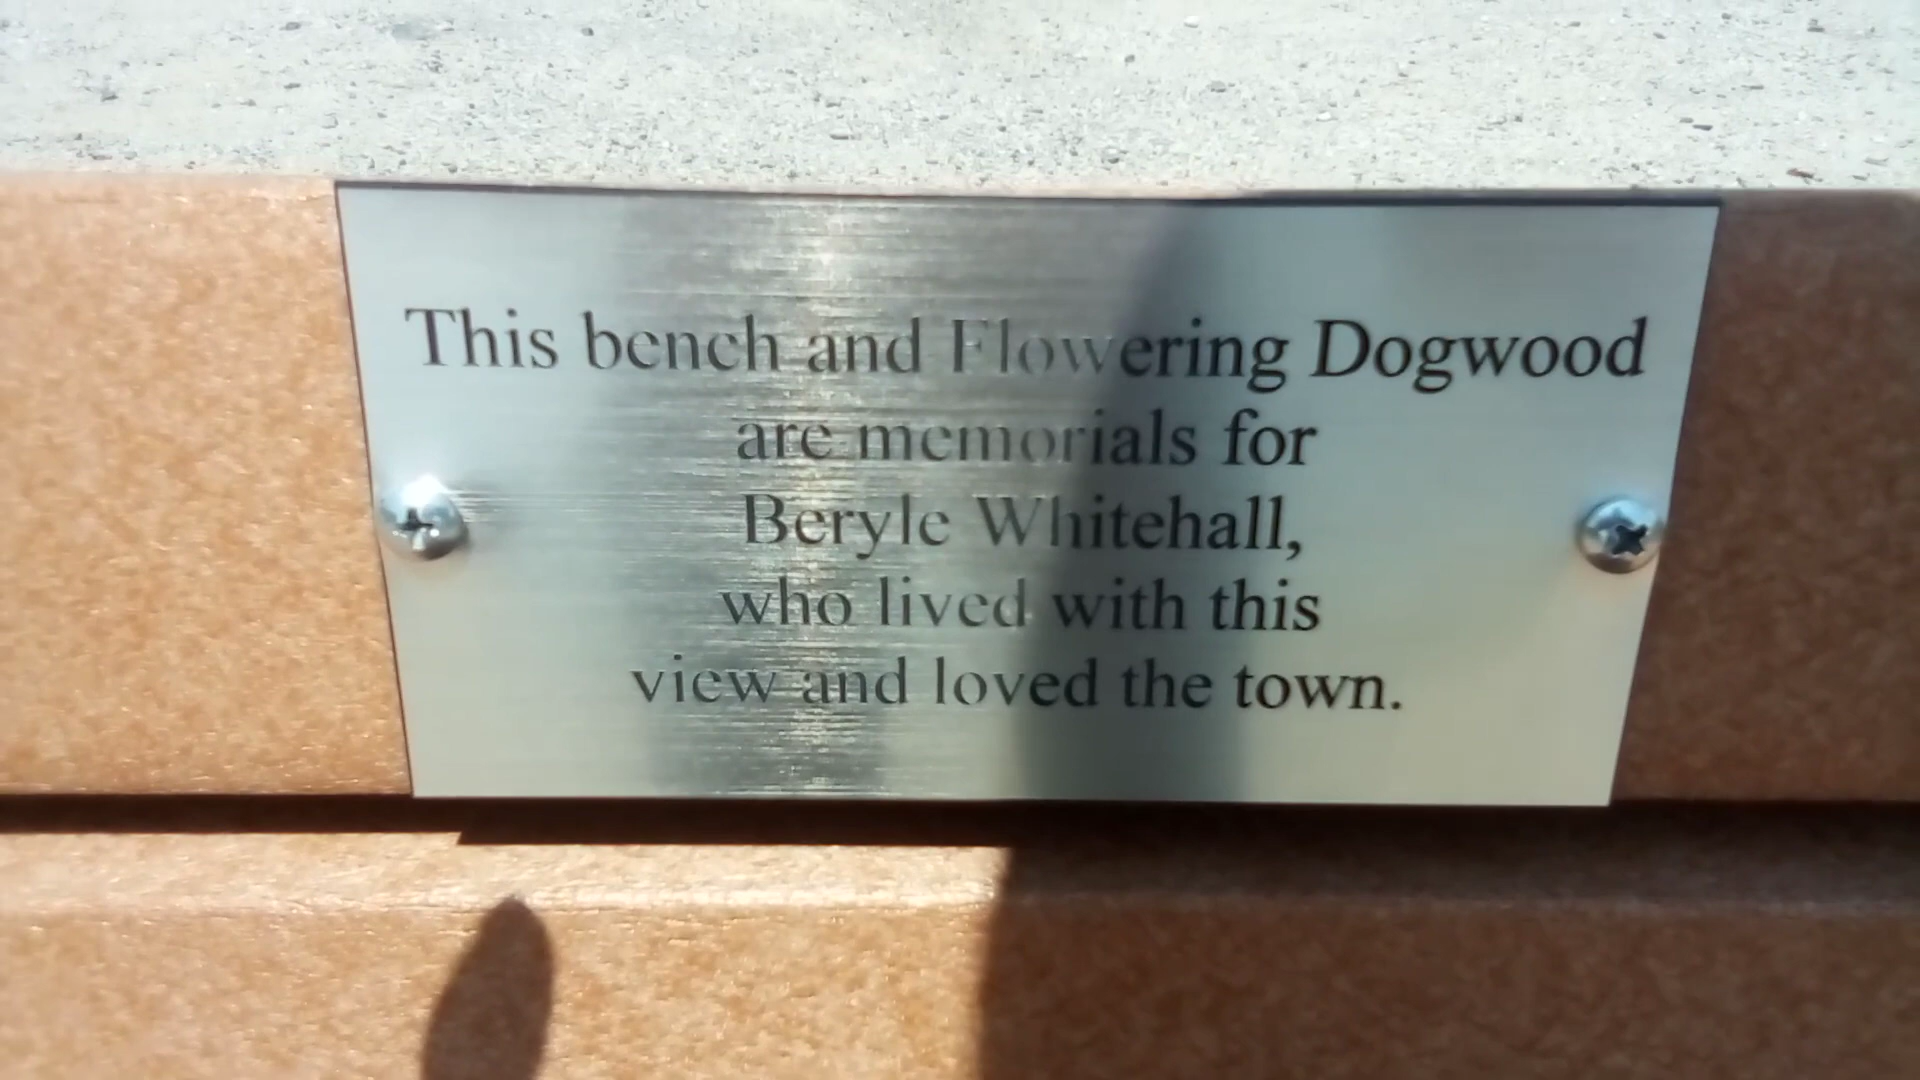 This bench and Flowering Dogwood
are memorials for
Beryle Whitehall,
who lived with this
view and loved the town.